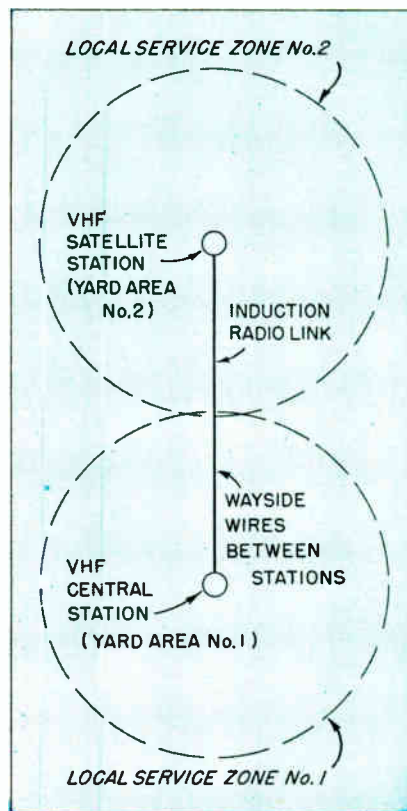 LOCAL SERVICE ZONE No.2
VHF
SATELLITE
STATION
(YARD AREA
No.2)
INDUCTION
RADIO LINK
WAYSIDE
WIRES
BETWEEN
STATIONS
VHF
CENTRAL
STATION
(YARD AREA No.1)
LOCAL SERVICE ZONE No.1